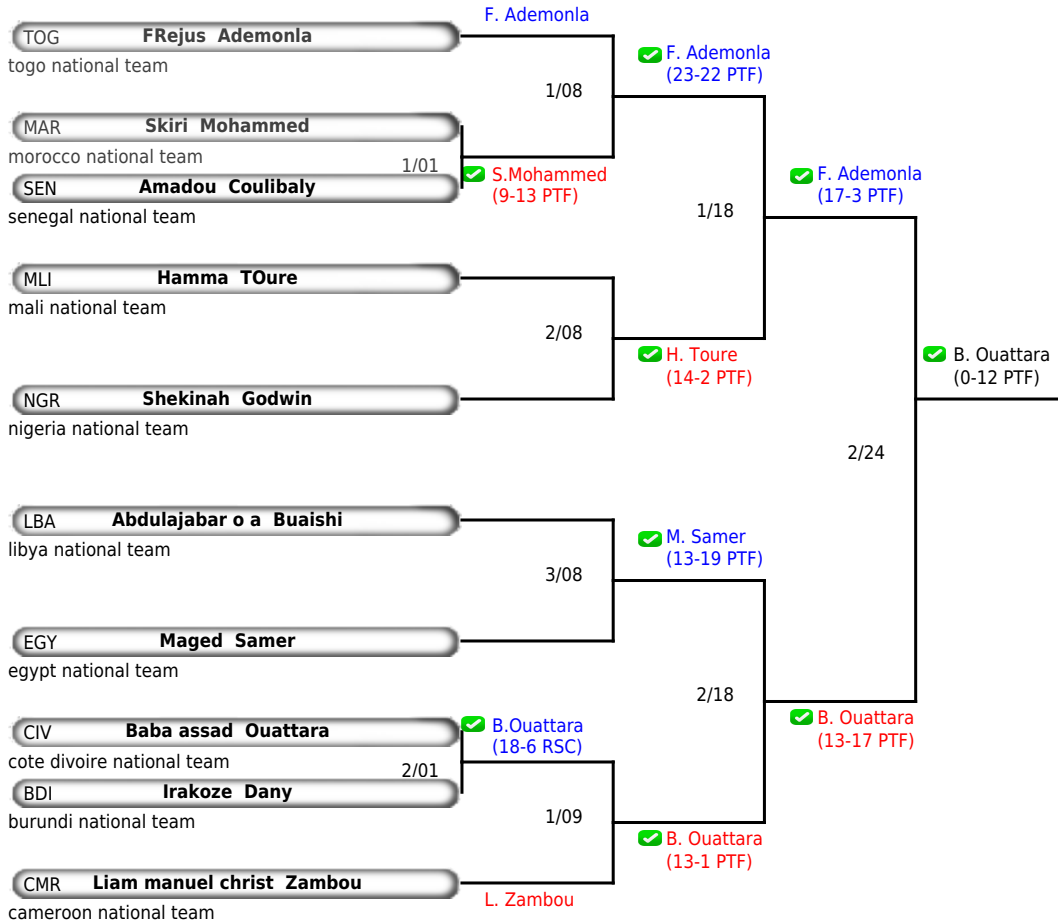 F. Ademonla
TOG FRejus Ademonla
togo national team
F. Ademonla
(23-22 PTF)
1/08
MAR Skiri Mohammed
morocco national team
1/01
S.Mohammed
(9-13 PTF)
SEN Amadou Coulibaly
senegal national team
F. Ademonla
(17-3 PTF)
1/18
MLI Hamma TOure
mali national team
2/08
H. Toure
(14-2 PTF)
B. Ouattara
(0-12 PTF)
NGR Shekinah Godwin
nigeria national team
2/24
LBA Abdulajabar o a Buaishi
libya national team
M. Samer
(13-19 PTF)
3/08
EGY Maged Samer
egypt national team
2/18
B. Ouattara
(13-17 PTF)
CIV Baba assad Ouattara
cote divoire national team
B.Ouattara
(18-6 RSC)
2/01
BDI Irakoze Dany
burundi national team
1/09
B. Ouattara
(13-1 PTF)
CMR Liam manuel christ Zambou
cameroon national team
L. Zambou